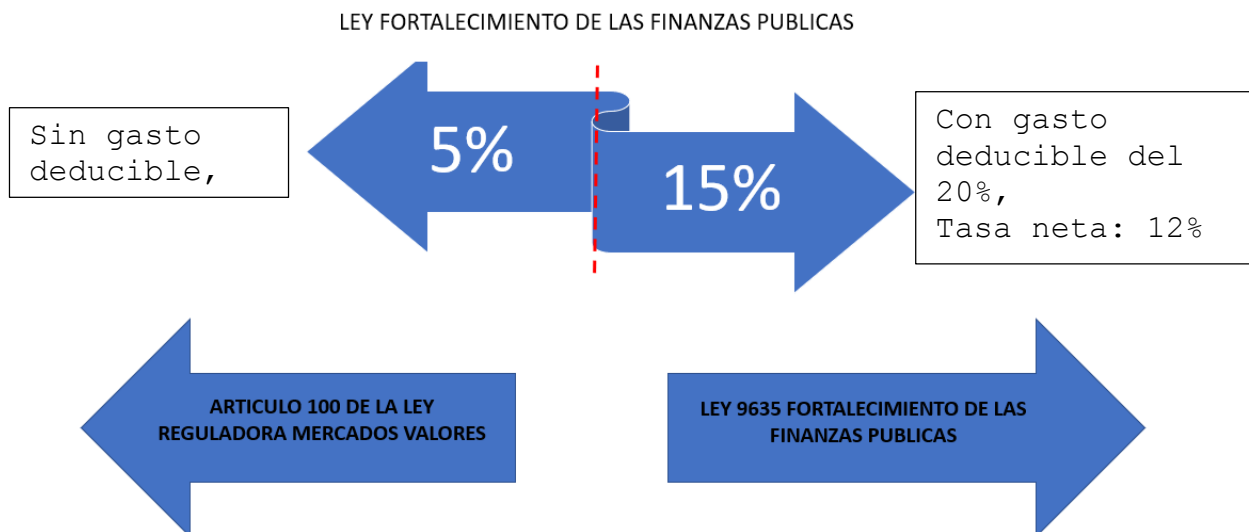 LEY FORTALECIMIENTO DE LAS FINANZAS PUBLICAS
Sin gasto
deducible,
5%
15%
Con gasto
deducible del
20%,
Tasa neta: 12%
ARTICULO 100 DE LA LEY
REGULADORA MERCADOS VALORES
LEY 9635 FORTALECIMIENTO DE LAS
FINANZAS PUBLICAS